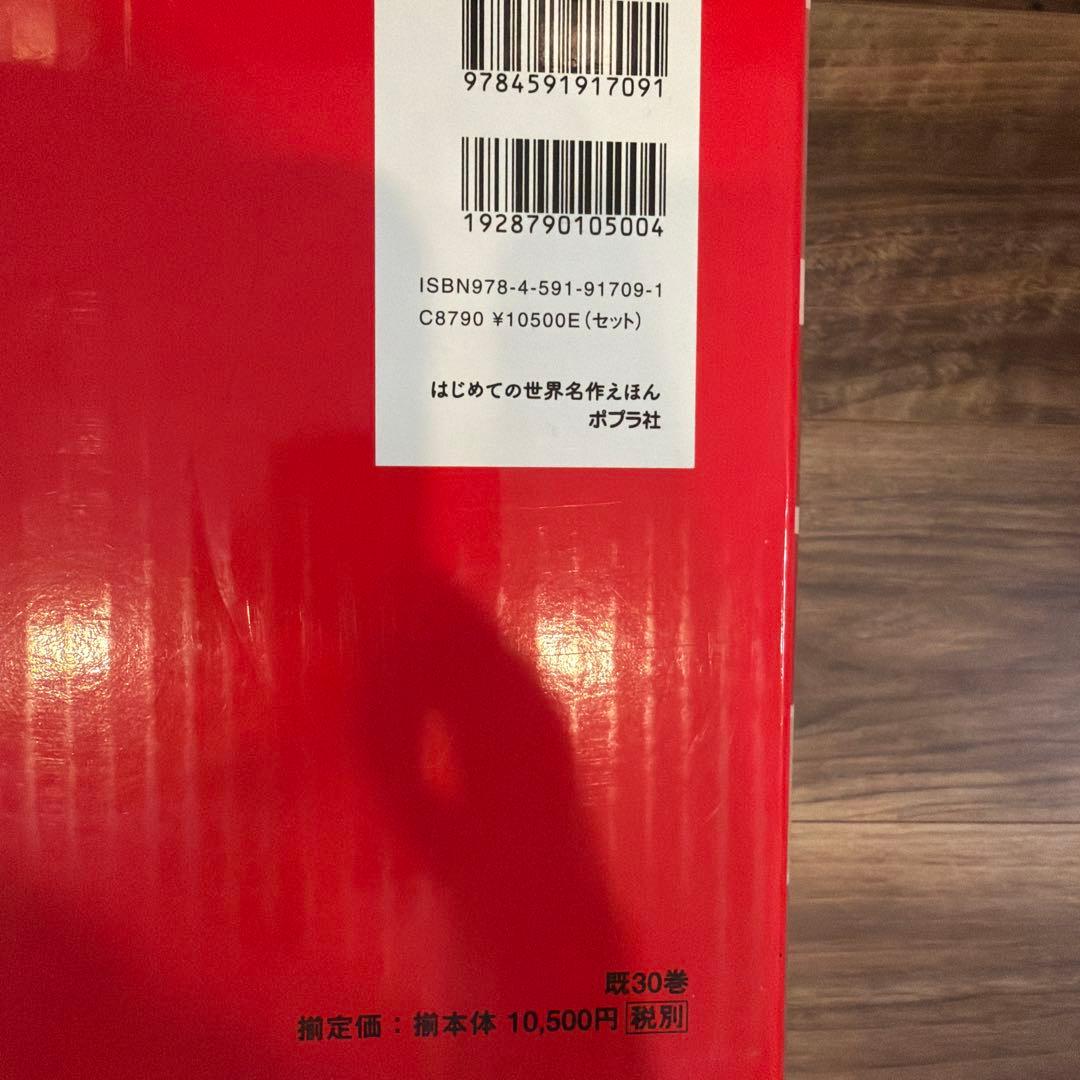 9784591917091
1928790105004
ISBN978-4-591-91709-1
C8790 ¥10500E(セット)
はじめての世界名作えほん
ポプラ社
既30巻
揃定価：揃本体 10,500円 税別